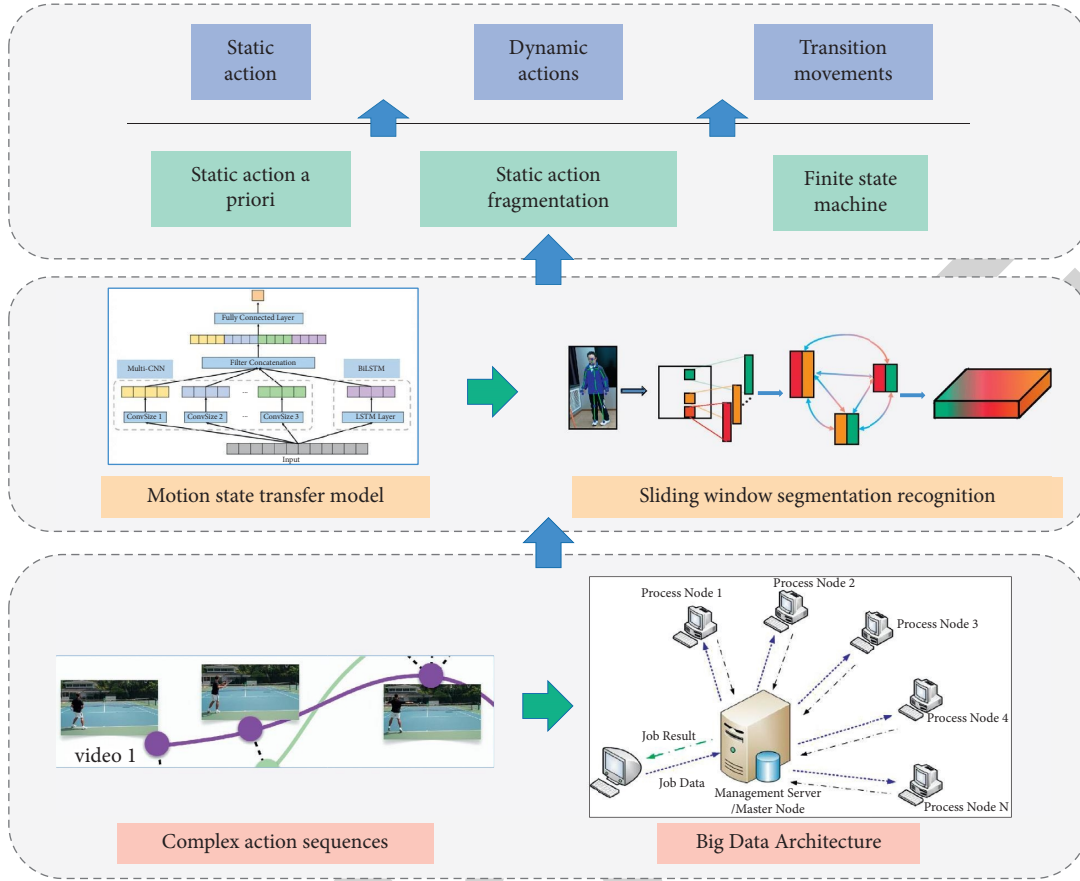 Static
action
Dynamic
actions
Transition
movements
Static action a
priori
Static action
fragmentation
Finite state
machine
Fully Connected Layer
Filter Concatenation
Multi-CNN
BiLSTM
...
ConvSize 1
ConvSize 2
...
ConvSize 3
LSTM Layer
Input
Motion state transfer model
Sliding window segmentation recognition
video 1
Complex action sequences
Process Node 1
Process Node 2
Process Node 3
Process Node 4
Process Node N
Job Result
Job Data
Management Server
/Master Node
Big Data Architecture